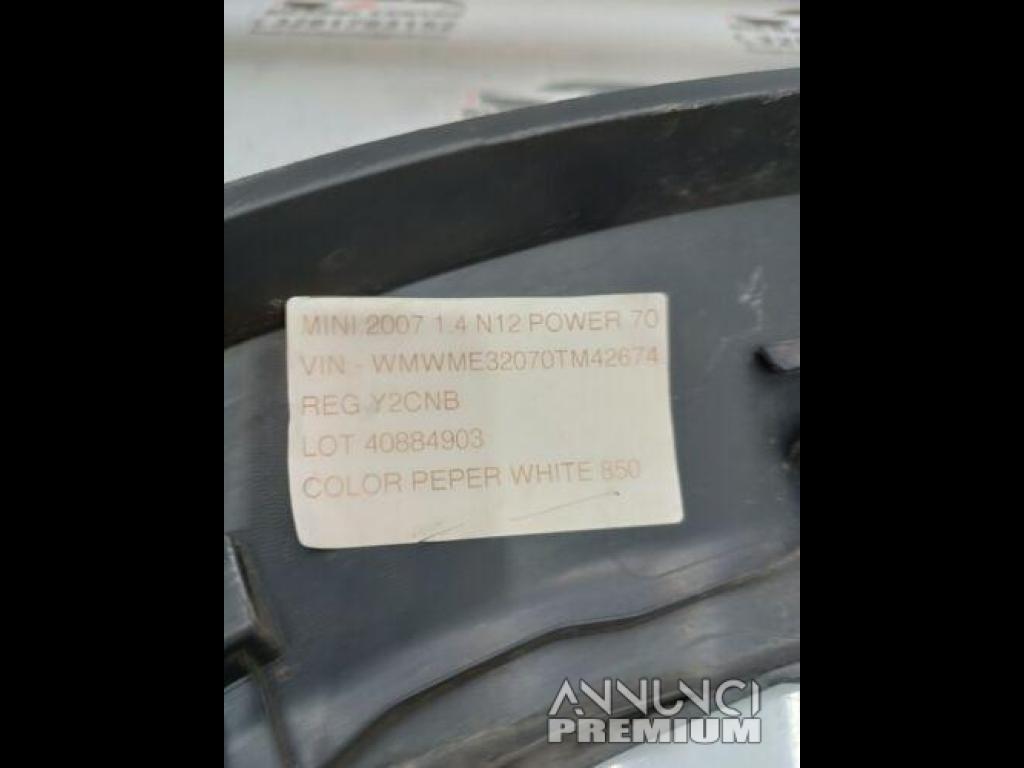 MINI 2007 1.4 N12 POWER 70
VIN - WMWME32070TM42674
REG Y2CNB
LOT 40884903
COLOR PEPER WHITE 850
ANNUNCI
PREMIUM